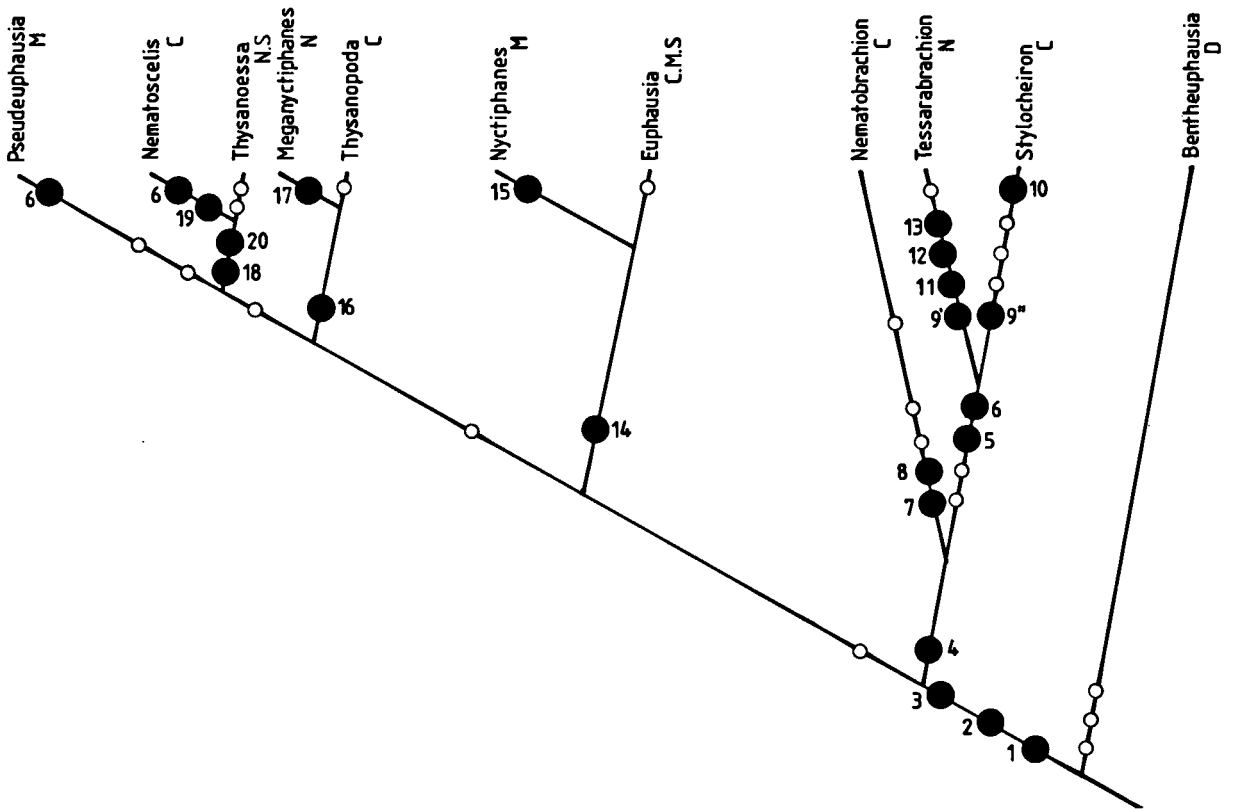 Pseudeuphausia
M
Nematoscelis
C
Thysanoessa
N.S
Meganyctiphanes
N
Thysanopoda
C
Nyctiphanes
M
Euphausia
C.M.S
Nematobrachion
C
Tessarabrachion
N
Stylocheiron
C
Bentheuphausia
D
6
6
19
20
18
17
16
15
14
13
12
11
9'
10
9"
6
5
8
7
4
3
2
1